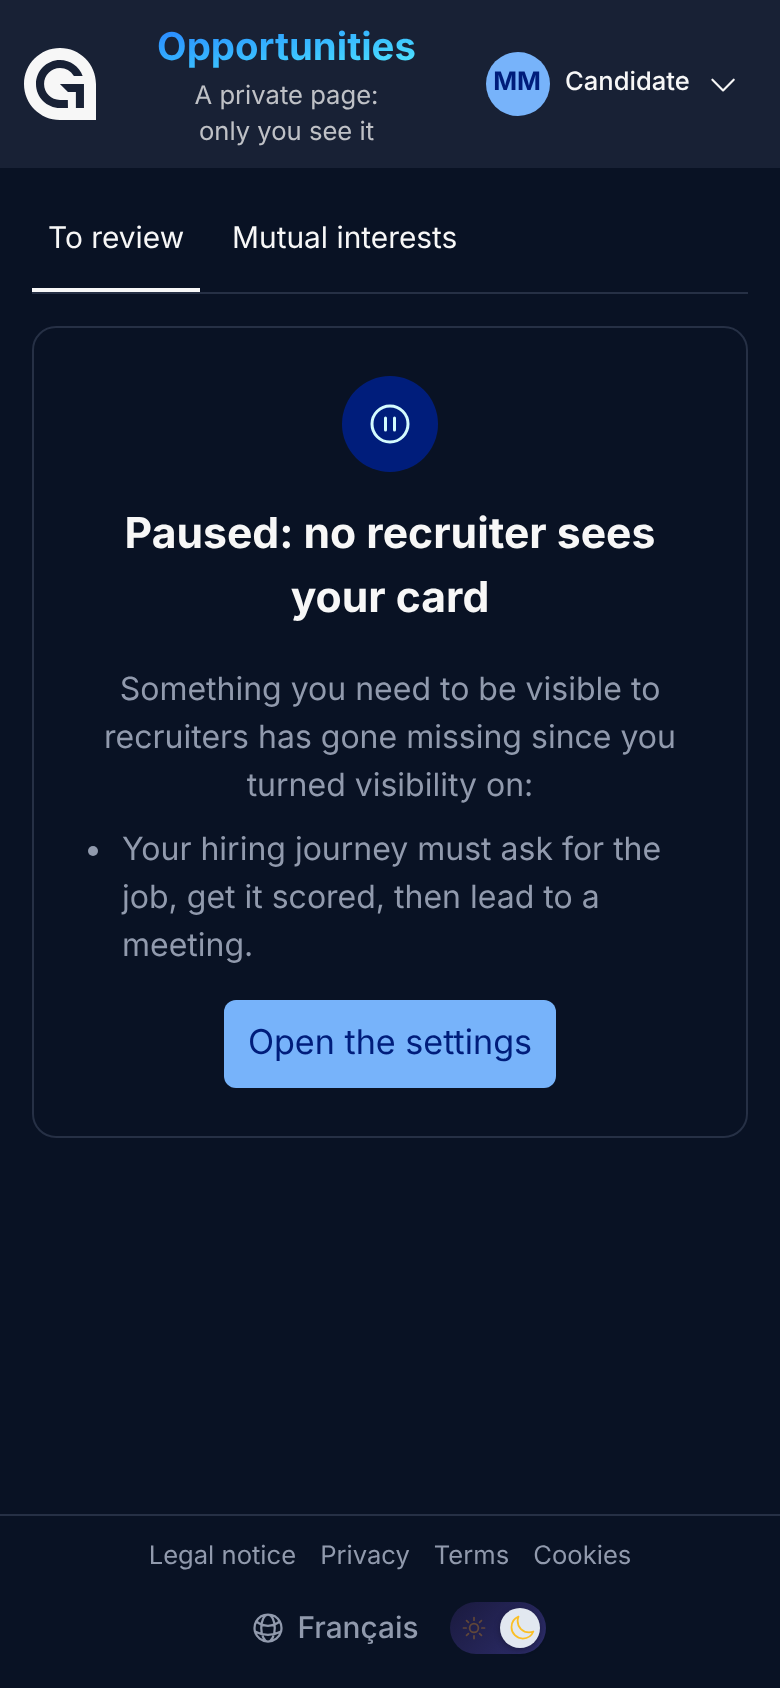 Opportunities
A private page:
only you see it
MM
Candidate
To review
Mutual interests
Paused: no recruiter sees
your card
Something you need to be visible to
recruiters has gone missing since you
turned visibility on:
• Your hiring journey must ask for the
job, get it scored, then lead to a
meeting.
Open the settings
Legal notice
Privacy
Terms
Cookies
Français